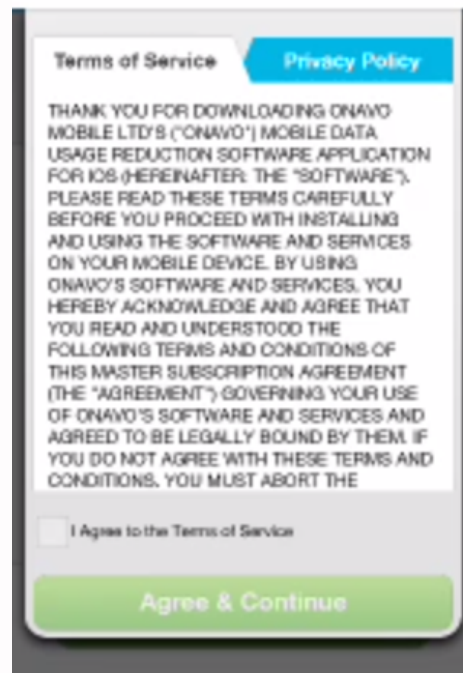 Terms of Service
Privacy Policy
THANK YOU FOR DOWNLOADING ONAVO
MOBILE LTD'S ("ONAVO") MOBILE DATA
USAGE REDUCTION SOFTWARE APPLICATION
FOR IOS (HEREINAFTER: THE "SOFTWARE").
PLEASE READ THESE TERMS CAREFULLY
BEFORE YOU PROCEED WITH INSTALLING
AND USING THE SOFTWARE AND SERVICES
ON YOUR MOBILE DEVICE. BY USING
ONAVO'S SOFTWARE AND SERVICES, YOU
HEREBY ACKNOWLEDGE AND AGREE THAT
YOU READ AND UNDERSTOOD THE
FOLLOWING TERMS AND CONDITIONS OF
THIS MASTER SUBSCRIPTION AGREEMENT
(THE "AGREEMENT") GOVERNING YOUR USE
OF ONAVO'S SOFTWARE AND SERVICES AND
AGREED TO BE LEGALLY BOUND BY THEM. IF
YOU DO NOT AGREE WITH THESE TERMS AND
CONDITIONS, YOU MUST ABORT THE
I Agree to the Terms of Service
Agree & Continue